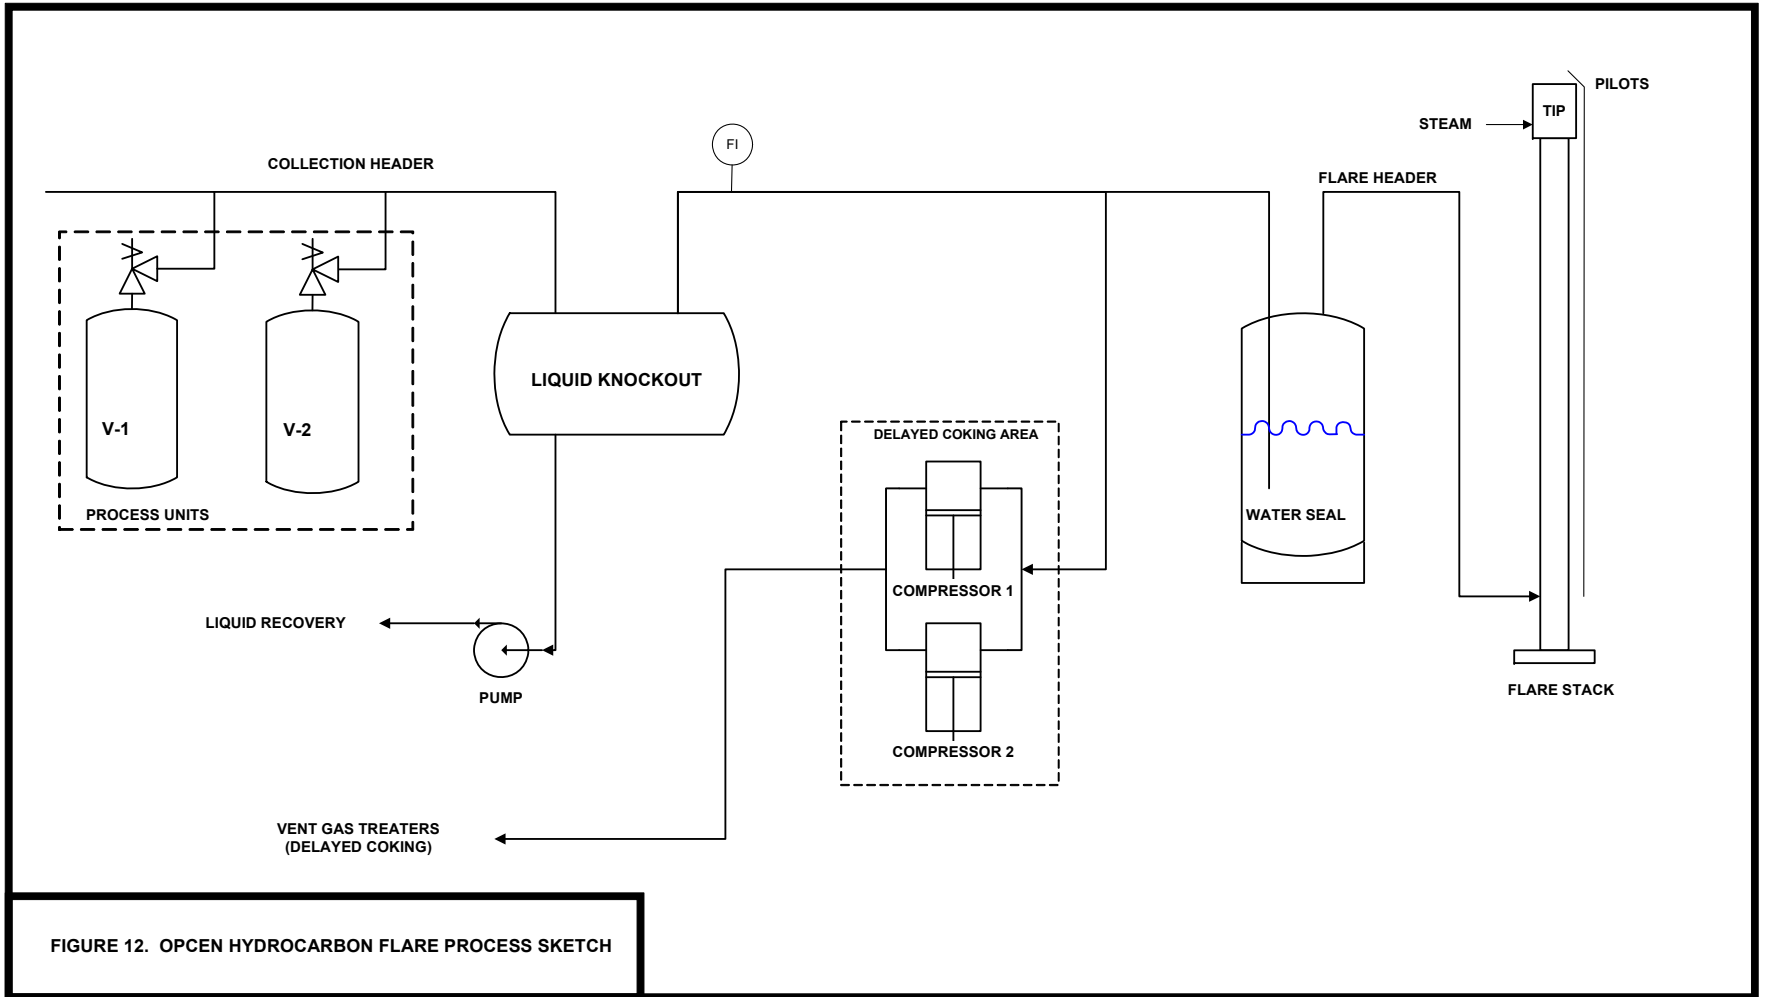 PILOTS
TIP
STEAM
FI
COLLECTION HEADER
FLARE HEADER
LIQUID KNOCKOUT
V-1
V-2
DELAYED COKING AREA
PROCESS UNITS
WATER SEAL
COMPRESSOR 1
LIQUID RECOVERY
PUMP
FLARE STACK
COMPRESSOR 2
VENT GAS TREATERS
(DELAYED COKING)
FIGURE 12.  OPCEN HYDROCARBON FLARE PROCESS SKETCH